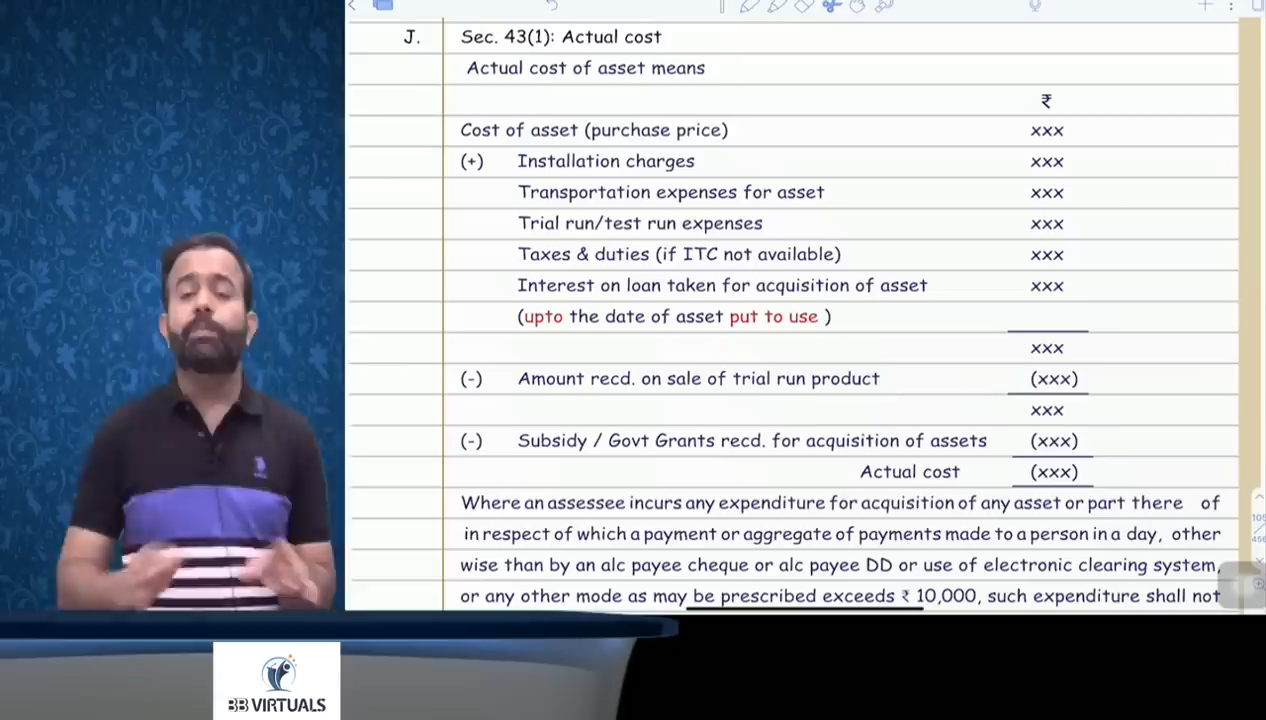 J. Sec. 43(1): Actual cost
Actual cost of asset means
₹
Cost of asset (purchase price) xxx
(+) Installation charges xxx
Transportation expenses for asset xxx
Trial run/test run expenses xxx
Taxes & duties (if ITC not available) xxx
Interest on loan taken for acquisition of asset xxx
(upto the date of asset put to use )
xxx
(-) Amount recd. on sale of trial run product (xxx)
xxx
(-) Subsidy / Govt Grants recd. for acquisition of assets (xxx)
Actual cost (xxx)
Where an assessee incurs any expenditure for acquisition of any asset or part there of
in respect of which a payment or aggregate of payments made to a person in a day, other
wise than by an alc payee cheque or alc payee DD or use of electronic clearing system,
or any other mode as may be prescribed exceeds ₹ 10,000, such expenditure shall not
BB VIRTUALS